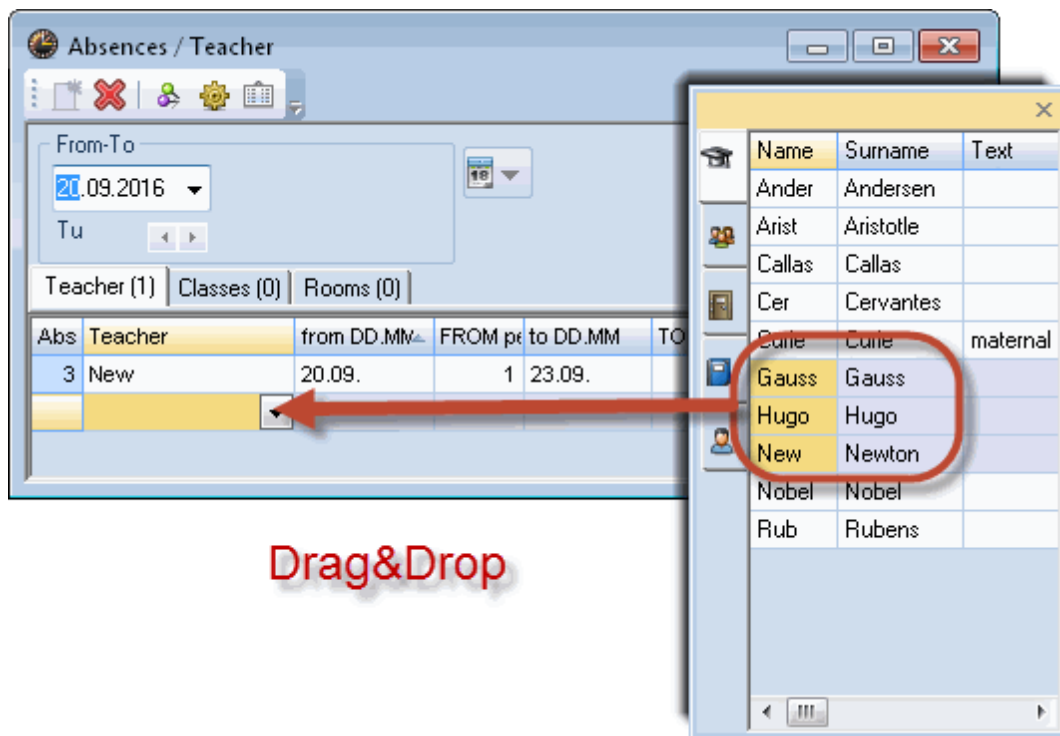 Absences / Teacher
From-To
20.09.2016
18
Tu
Teacher (1) Classes (0) Rooms (0)
Abs Teacher from DD.MM FROM pe to DD.MM TO
3 New 20.09. 1 23.09.
Name Surname Text
Ander Andersen
Arist Aristotle
Callas Callas
Cer Cervantes
Curie Curie maternal
Gauss Gauss
Hugo Hugo
New Newton
Nobel Nobel
Rub Rubens
Drag&Drop